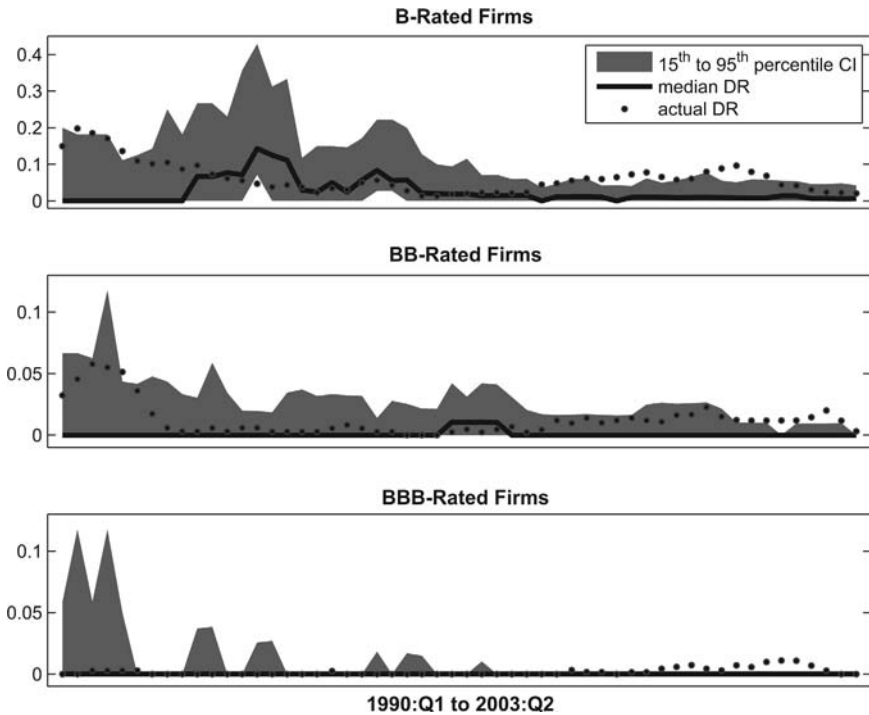 B-Rated Firms
0.4
0.3
0.2
0.1
0
15th to 95th percentile CI
median DR
actual DR
BB-Rated Firms
0.1
0.05
0
BBB-Rated Firms
0.1
0.05
0
1990:Q1 to 2003:Q2